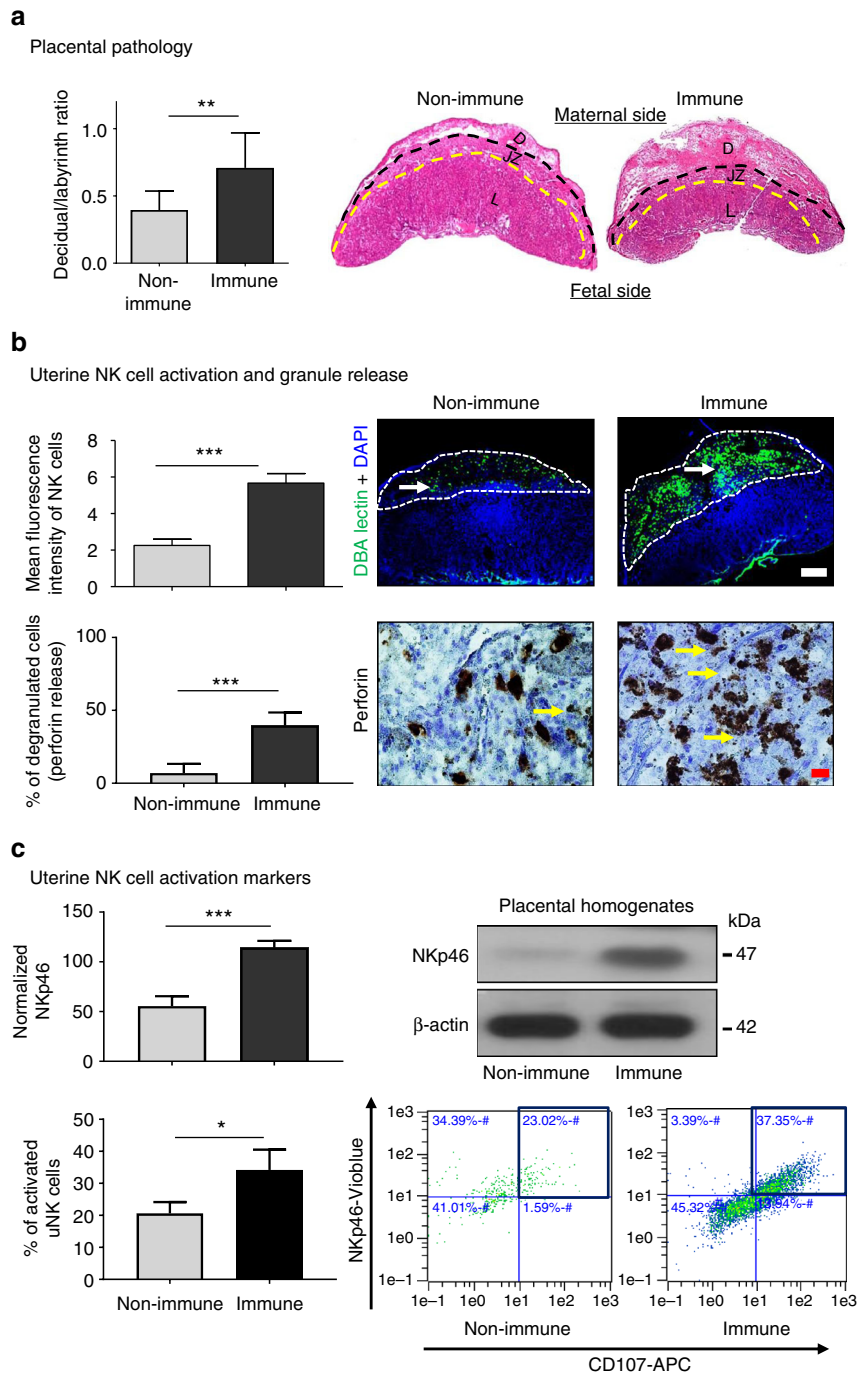 a
Placental pathology
Decidual/labyrinth ratio
1.0
0.5
0.0
**
Non-
immune
Immune
Non-immune
Immune
Maternal side
D
JZ
L
D
JZ
L
Fetal side
b
Uterine NK cell activation and granule release
Mean fluorescence
intensity of NK cells
8
6
4
2
0
***
Non-immune
Immune
DBA lectin + DAPI
% of degranulated cells
(perforin release)
100
50
0
***
Non-immune
Immune
Perforin
c
Uterine NK cell activation markers
Normalized
NKp46
150
100
50
0
***
Placental homogenates
kDa
NKp46
47
β-actin
42
Non-immune
Immune
% of activated
uNK cells
50
40
30
20
10
0
*
Non-immune
Immune
NKp46-Vioblue
1e3
1e2
1e1
1e0
1e−1
34.39%-#
23.02%-#
41.01%-#
1.59%-#
1e−1
1e0
1e1
1e2
1e3
Non-immune
1e3
1e2
1e1
1e0
1e−1
3.39%-#
37.35%-#
45.32%-#
1e−1
1e0
1e1
1e2
1e3
Immune
CD107-APC